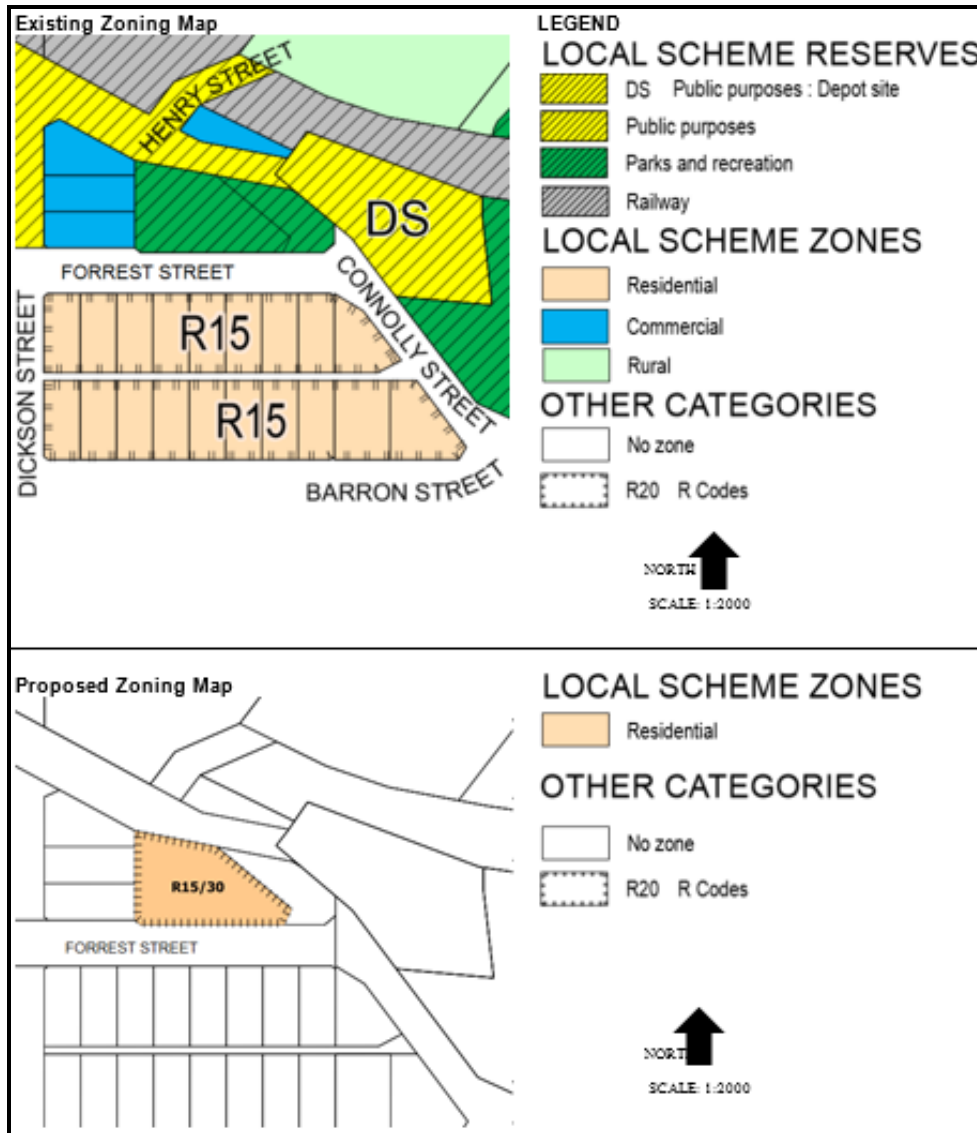 Existing Zoning Map
HENRY STREET
DS
FORREST STREET
CONNOLLY STREET
DICKSON STREET
R15
R15
BARRON STREET
LEGEND
LOCAL SCHEME RESERVES
DS Public purposes : Depot site
Public purposes
Parks and recreation
Railway
LOCAL SCHEME ZONES
Residential
Commercial
Rural
OTHER CATEGORIES
No zone
R20 R Codes
NORTH
SCALE: 1:2000
Proposed Zoning Map
R15/30
FORREST STREET
LOCAL SCHEME ZONES
Residential
OTHER CATEGORIES
No zone
R20 R Codes
NORT
SCALE: 1:2000